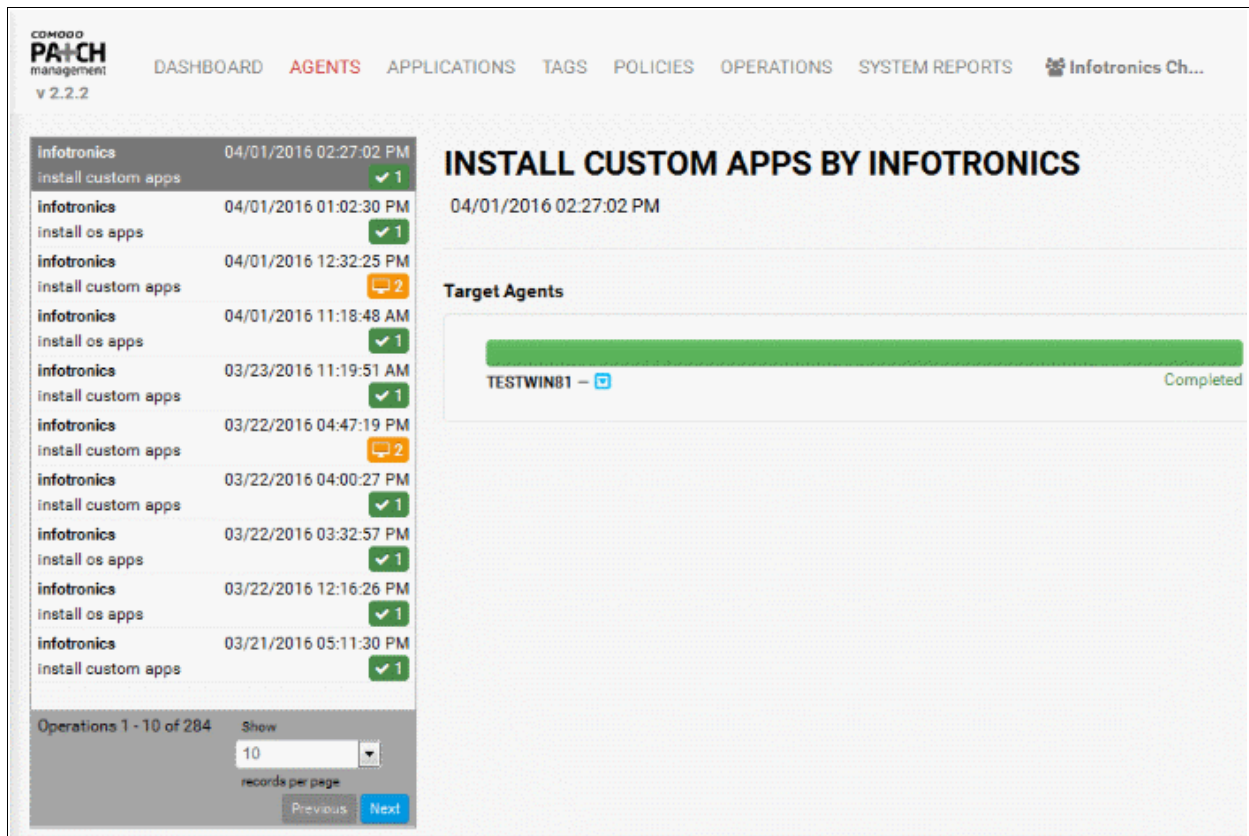 COMODO
PATCH
management
v 2.2.2
DASHBOARD AGENTS APPLICATIONS TAGS POLICIES OPERATIONS SYSTEM REPORTS Infotronics Ch...
infotronics 04/01/2016 02:27:02 PM
install custom apps 1
infotronics 04/01/2016 01:02:30 PM
install os apps 1
infotronics 04/01/2016 12:32:25 PM
install custom apps 2
infotronics 04/01/2016 11:18:48 AM
install os apps 1
infotronics 03/23/2016 11:19:51 AM
install custom apps 1
infotronics 03/22/2016 04:47:19 PM
install custom apps 2
infotronics 03/22/2016 04:00:27 PM
install custom apps 1
infotronics 03/22/2016 03:32:57 PM
install os apps 1
infotronics 03/22/2016 12:16:26 PM
install os apps 1
infotronics 03/21/2016 05:11:30 PM
install custom apps 1
Operations 1 - 10 of 284 Show
10
records per page
Previous Next
INSTALL CUSTOM APPS BY INFOTRONICS
04/01/2016 02:27:02 PM
Target Agents
TESTWIN81 – Completed